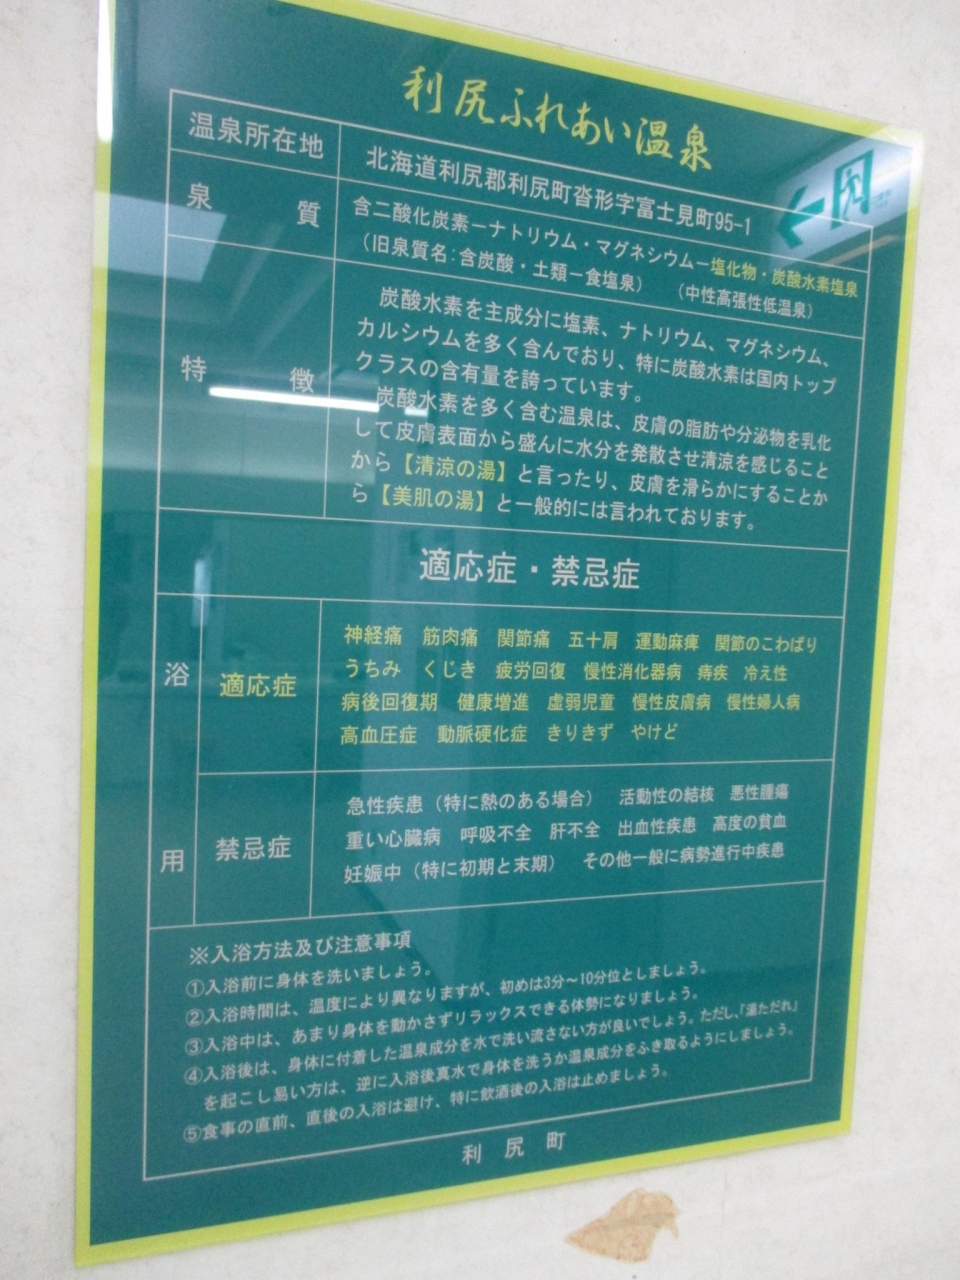 利尻ふれあい温泉
温泉所在地 北海道利尻郡利尻町沓形字富士見町95-1
泉質 含二酸化炭素－ナトリウム・マグネシウム－塩化物・炭酸水素塩泉
（旧泉質名：含炭酸・土類－食塩泉） （中性高張性低温泉）
特徴
炭酸水素を主成分に塩素、ナトリウム、マグネシウム、
カルシウムを多く含んでおり、特に炭酸水素は国内トップ
クラスの含有量を誇っています。
炭酸水素を多く含む温泉は、皮膚の脂肪や分泌物を乳化
して皮膚表面から盛んに水分を発散させ清涼を感じること
から【清涼の湯】と言ったり、皮膚を滑らかにすることか
ら【美肌の湯】と一般的には言われております。
適応症・禁忌症
浴用
適応症
神経痛 筋肉痛 関節痛 五十肩 運動麻痺 関節のこわばり
うちみ くじき 疲労回復 慢性消化器病 痔疾 冷え性
病後回復期 健康増進 虚弱児童 慢性皮膚病 慢性婦人病
高血圧症 動脈硬化症 きりきず やけど
禁忌症
急性疾患（特に熱のある場合） 活動性の結核 悪性腫瘍
重い心臓病 呼吸不全 肝不全 出血性疾患 高度の貧血
妊娠中（特に初期と末期） その他一般に病勢進行中疾患
※入浴方法及び注意事項
①入浴前に身体を洗いましょう。
②入浴時間は、温度により異なりますが、初めは3分～10分位としましょう。
③入浴中は、あまり身体を動かさずリラックスできる体勢になりましょう。
④入浴後は、身体に付着した温泉成分を水で洗い流さない方が良いでしょう。ただし、「湯ただれ」
を起こし易い方は、逆に入浴後真水で身体を洗うか温泉成分をふき取るようにしましょう。
⑤食事の直前、直後の入浴は避け、特に飲酒後の入浴は止めましょう。
利尻町